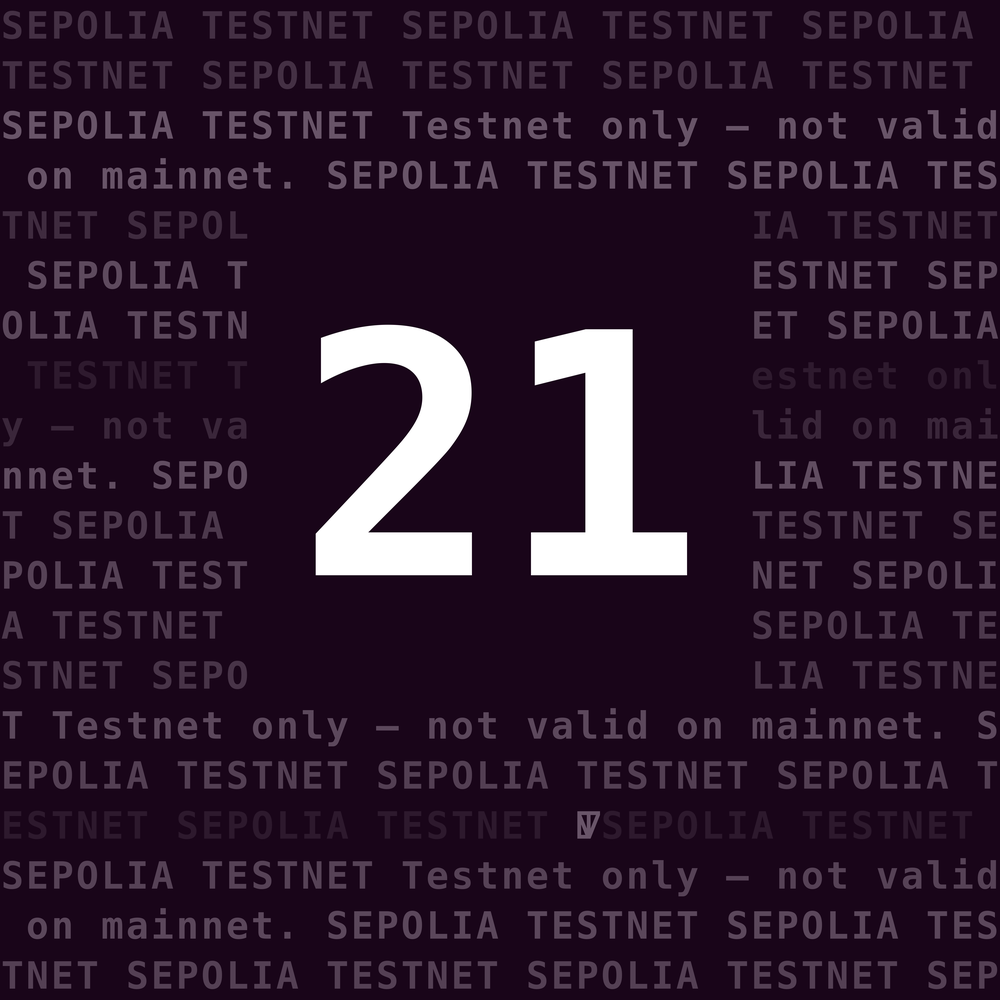 SEPOLIA TESTNET SEPOLIA TESTNET SEPOLIA
TESTNET SEPOLIA TESTNET SEPOLIA TESTNET
SEPOLIA TESTNET Testnet only — not valid
on mainnet. SEPOLIA TESTNET SEPOLIA TES
TNET SEPOL IA TESTNET
SEPOLIA T ESTNET SEP
OLIA TESTN ET SEPOLIA
TESTNET T estnet onl
y — not va lid on mai
21
nnet. SEPO LIA TESTNE
T SEPOLIA TESTNET SE
POLIA TEST NET SEPOLI
A TESTNET SEPOLIA TE
STNET SEPO LIA TESTNE
T Testnet only — not valid on mainnet. S
EPOLIA TESTNET SEPOLIA TESTNET SEPOLIA T
ESTNET SEPOLIA TESTNET SEPOLIA TESTNET
SEPOLIA TESTNET Testnet only — not valid
on mainnet. SEPOLIA TESTNET SEPOLIA TES
TNET SEPOLIA TESTNET SEPOLIA TESTNET SEP